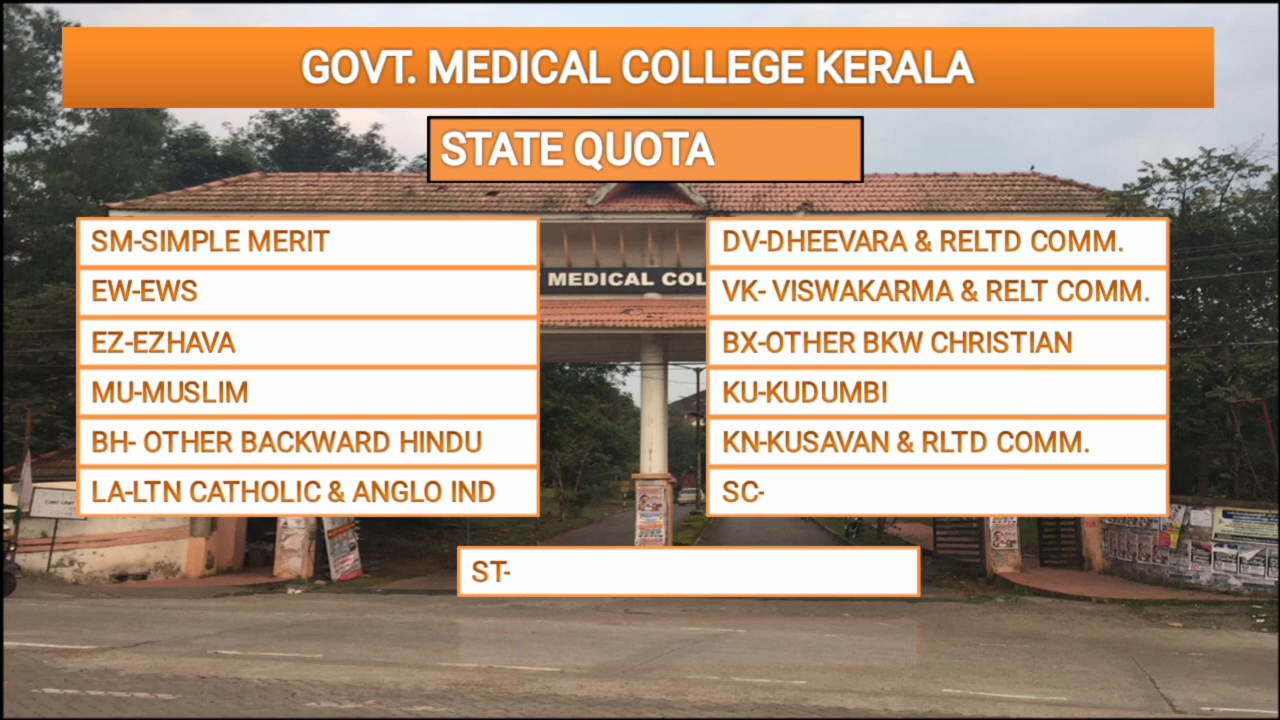 GOVT. MEDICAL COLLEGE KERALA
STATE QUOTA
SM-SIMPLE MERIT
EW-EWS
EZ-EZHAVA
MU-MUSLIM
BH- OTHER BACKWARD HINDU
LA-LTN CATHOLIC & ANGLO IND
MEDICAL COL
DV-DHEEVARA & RELTD COMM.
VK- VISWAKARMA & RELT COMM.
BX-OTHER BKW CHRISTIAN
KU-KUDUMBI
KN-KUSAVAN & RLTD COMM.
SC-
ST-